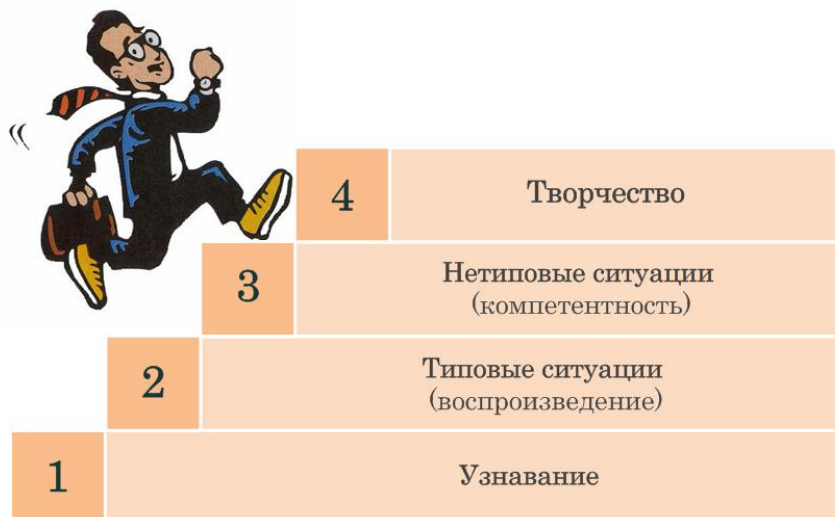 4
Творчество
3
Нетиповые ситуации
(компетентность)
2
Типовые ситуации
(воспроизведение)
1
Узнавание